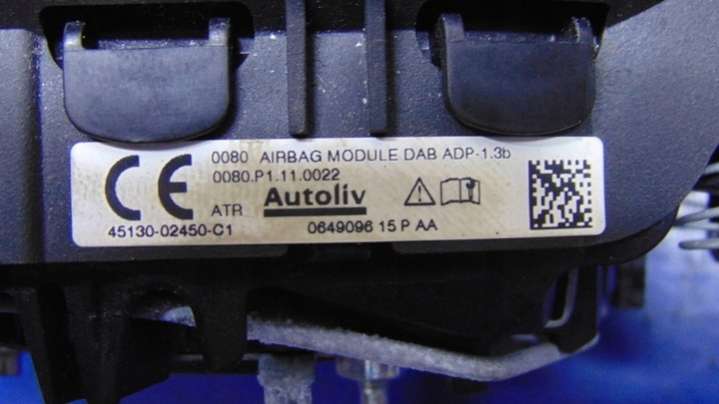 CE 0080 AIRBAG MODULE DAB ADP-1.3b
0080.P1.11.0022
ATR Autoliv
45130-02450-C1 0649096 15 P AA